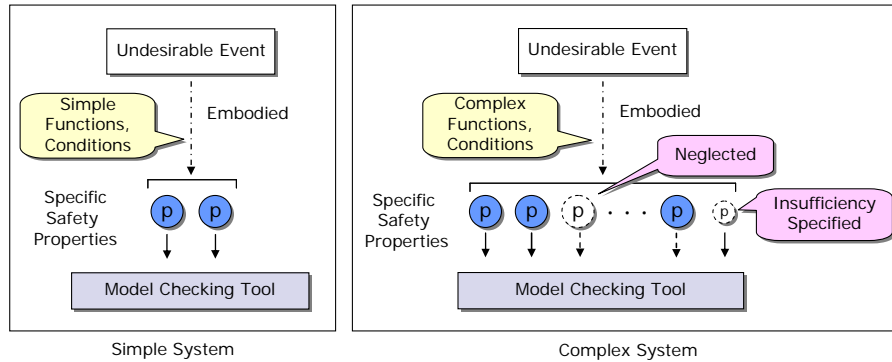 Undesirable Event
Simple
Functions,
Conditions
Embodied
Specific
Safety
Properties
p p
Model Checking Tool
Simple System
Undesirable Event
Complex
Functions,
Conditions
Embodied
Neglected
Specific
Safety
Properties
p p p . . . p p
Insufficiency
Specified
Model Checking Tool
Complex System